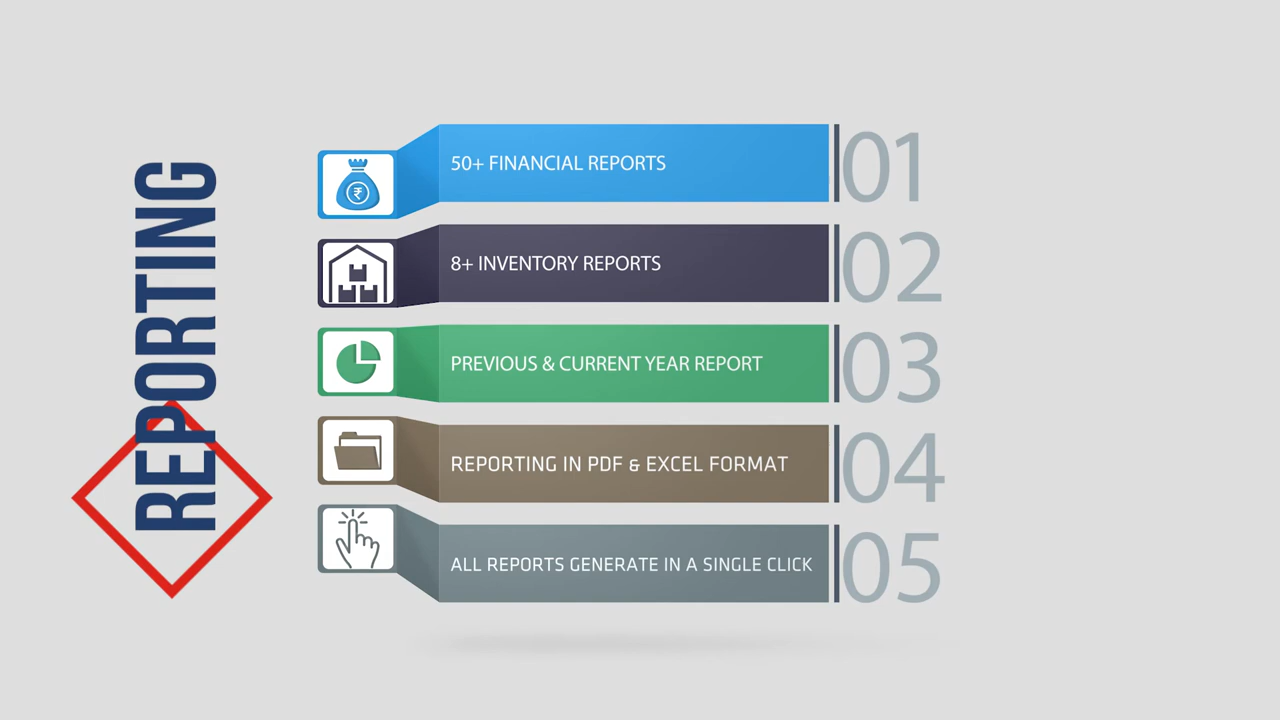 REPORTING
50+ FINANCIAL REPORTS
01
8+ INVENTORY REPORTS
02
PREVIOUS & CURRENT YEAR REPORT
03
REPORTING IN PDF & EXCEL FORMAT
04
ALL REPORTS GENERATE IN A SINGLE CLICK
05
₹